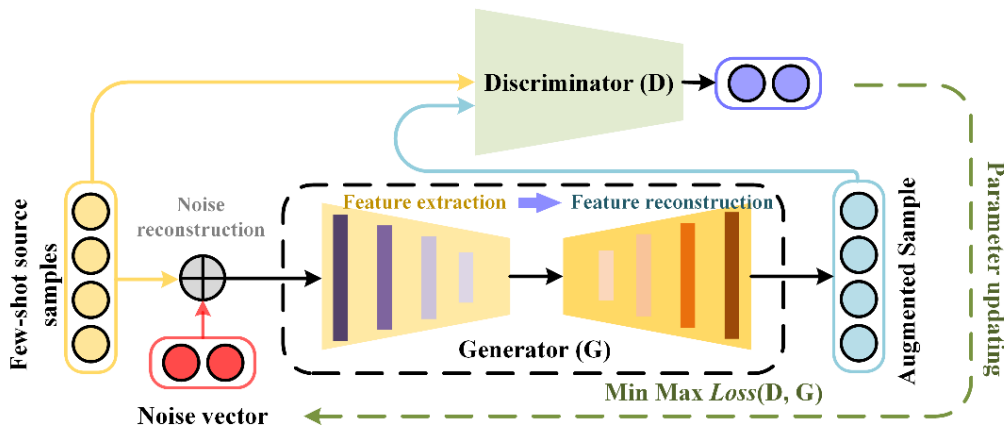 Discriminator (D)
Few-shot source
samples
Noise
reconstruction
Feature extraction
Feature reconstruction
Generator (G)
Augmented Sample
Parameter updating
Min Max Loss(D, G)
Noise vector